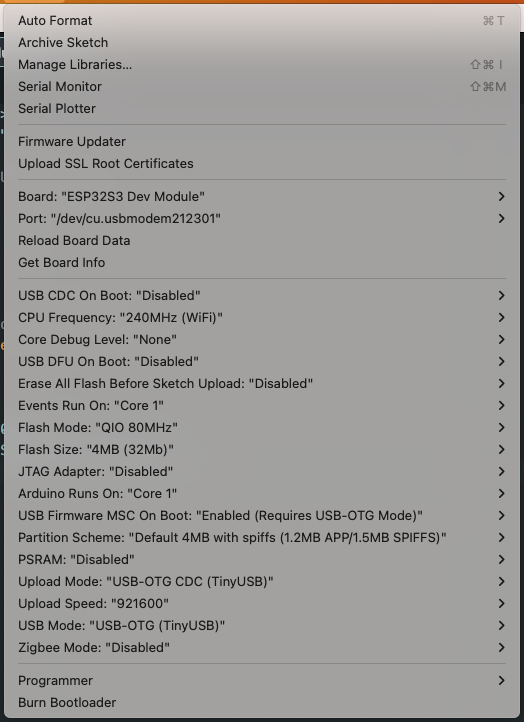 Auto Format ⌘T
Archive Sketch
Manage Libraries... ⇧⌘I
Serial Monitor ⇧⌘M
Serial Plotter
Firmware Updater
Upload SSL Root Certificates
Board: "ESP32S3 Dev Module"
Port: "/dev/cu.usbmodem212301"
Reload Board Data
Get Board Info
USB CDC On Boot: "Disabled"
CPU Frequency: "240MHz (WiFi)"
Core Debug Level: "None"
USB DFU On Boot: "Disabled"
Erase All Flash Before Sketch Upload: "Disabled"
Events Run On: "Core 1"
Flash Mode: "QIO 80MHz"
Flash Size: "4MB (32Mb)"
JTAG Adapter: "Disabled"
Arduino Runs On: "Core 1"
USB Firmware MSC On Boot: "Enabled (Requires USB-OTG Mode)"
Partition Scheme: "Default 4MB with spiffs (1.2MB APP/1.5MB SPIFFS)"
PSRAM: "Disabled"
Upload Mode: "USB-OTG CDC (TinyUSB)"
Upload Speed: "921600"
USB Mode: "USB-OTG (TinyUSB)"
Zigbee Mode: "Disabled"
Programmer
Burn Bootloader